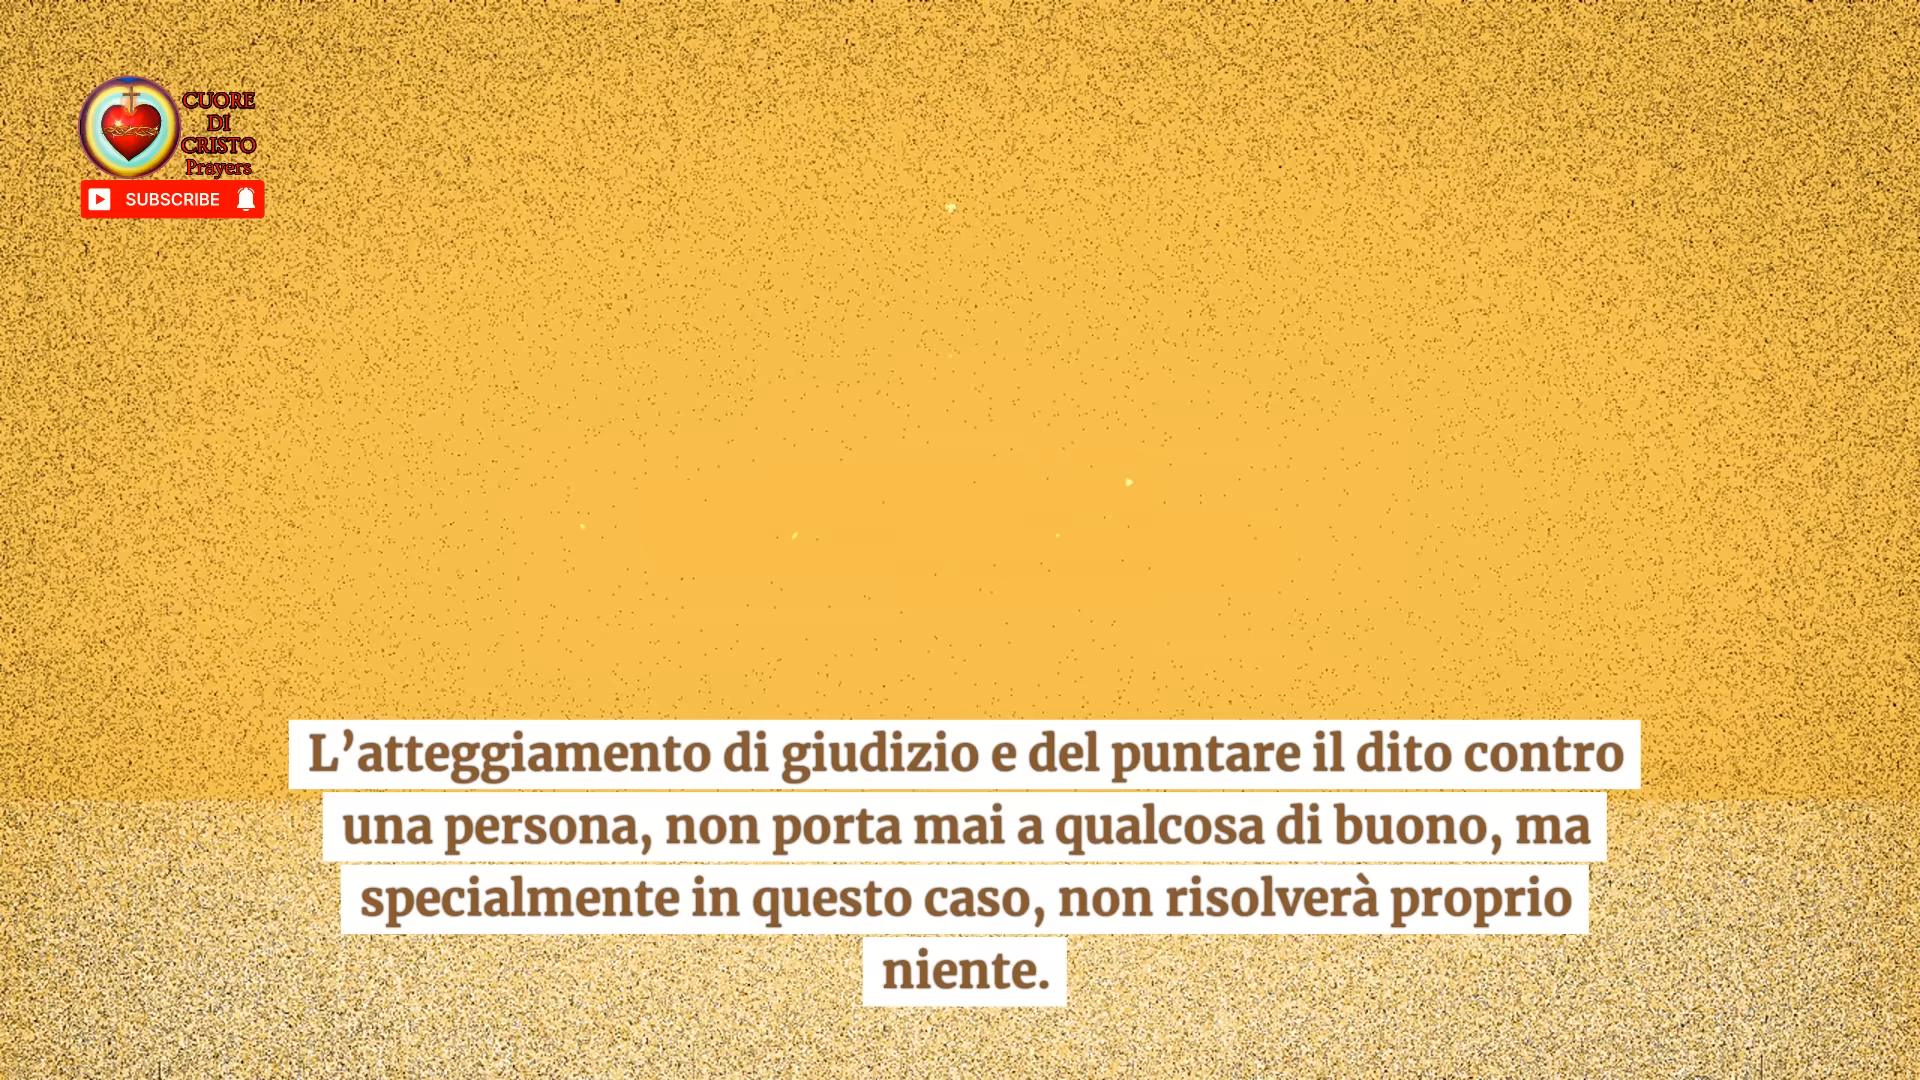 CUORE
DI
CRISTO
Prayers
SUBSCRIBE
L’atteggiamento di giudizio e del puntare il dito contro
una persona, non porta mai a qualcosa di buono, ma
specialmente in questo caso, non risolverà proprio
niente.